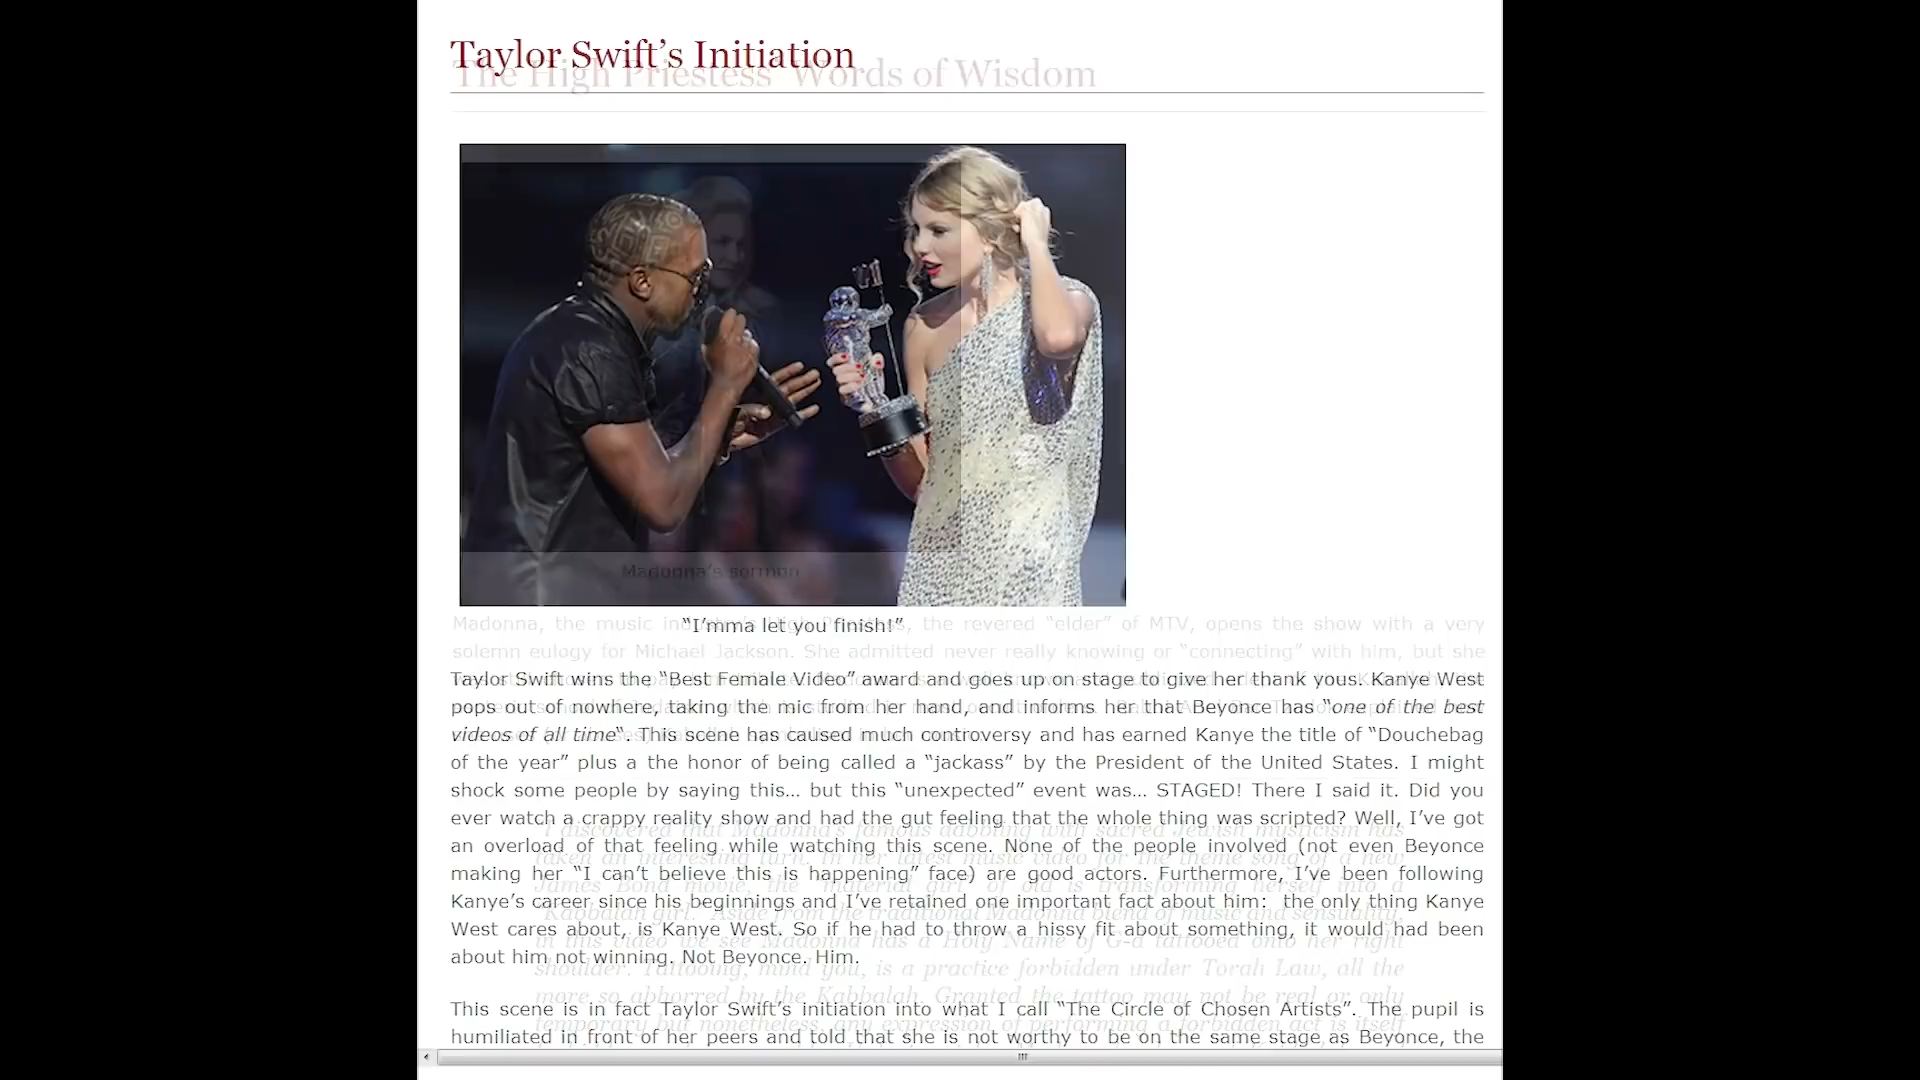 Taylor Swift’s Initiation
The High Priestess’ Words of Wisdom
Madonna’s sermon
“I’mma let you finish!”
Madonna, the music industry’s High Priestess, the revered “elder” of MTV, opens the show with a very
solemn eulogy for Michael Jackson. She admitted never really knowing or “connecting” with him, but she
Taylor Swift wins the “Best Female Video” award and goes up on stage to give her thank yous. Kanye West
pops out of nowhere, taking the mic from her hand, and informs her that Beyonce has “one of the best
videos of all time“. This scene has caused much controversy and has earned Kanye the title of “Douchebag
of the year” plus a the honor of being called a “jackass” by the President of the United States. I might
shock some people by saying this… but this “unexpected” event was… STAGED! There I said it. Did you
ever watch a crappy reality show and had the gut feeling that the whole thing was scripted? Well, I’ve got
I discovered that Madonna’s famous dabbling with sacred Jewish mysticism has
an overload of that feeling while watching this scene. None of the people involved (not even Beyonce
taken an interesting turn. In her latest music video for the theme song of a new
making her “I can’t believe this is happening” face) are good actors. Furthermore, I’ve been following
James Bond movie, the “material girl” of old is transforming herself into a
Kanye’s career since his beginnings and I’ve retained one important fact about him: the only thing Kanye
Kabbalah girl. Aside from the traditional Madonna blend of music and sensuality,
West cares about, is Kanye West. So if he had to throw a hissy fit about something, it would had been
in this video we see Madonna has a Holy Name of G-d tattooed onto her right
about him not winning. Not Beyonce. Him.
shoulder. Tattooing, mind you, is a practice forbidden under Torah Law, all the
more so abhorred by the Kabbalah. Granted the tattoo may not be real or only
This scene is in fact Taylor Swift’s initiation into what I call “The Circle of Chosen Artists”. The pupil is
temporary but nonetheless, any expression of performing a forbidden act is itself
humiliated in front of her peers and told that she is not worthy to be on the same stage as Beyonce, the